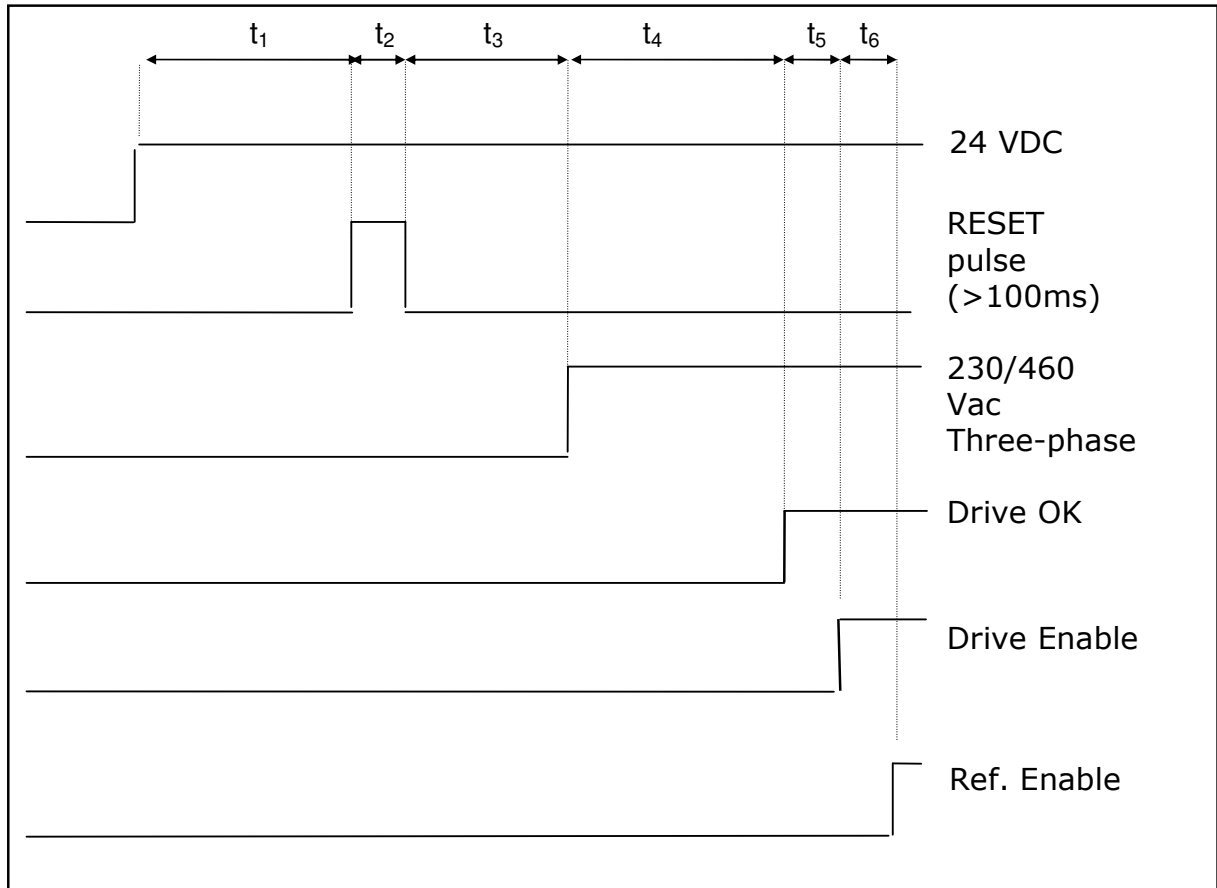 t₁ t₂ t₃ t₄ t₅ t₆
24 VDC
RESET
pulse
(>100ms)
230/460
Vac
Three-phase
Drive OK
Drive Enable
Ref. Enable